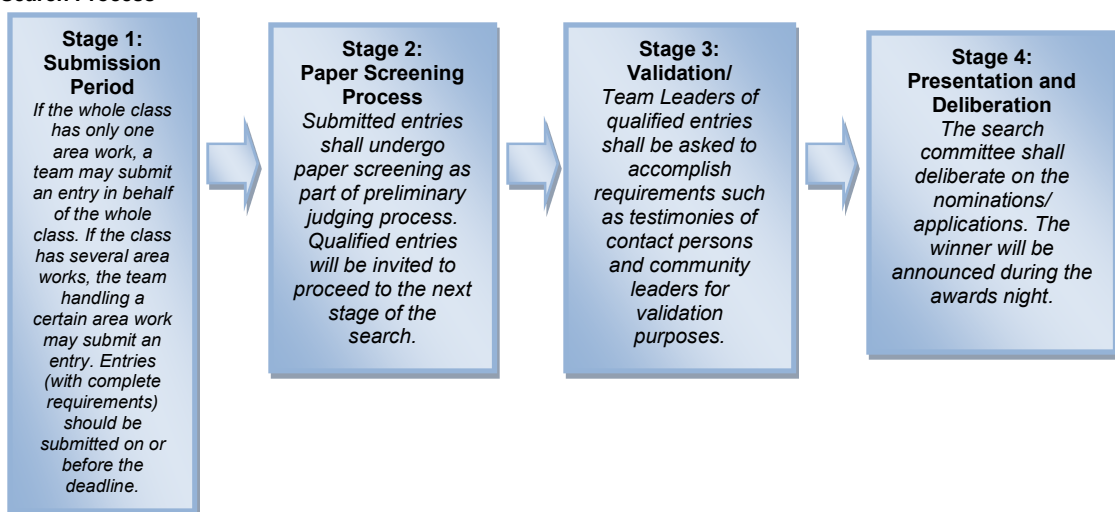 Stage 1:
Submission
Period
If the whole class
has only one
area work, a
team may submit
an entry in behalf
of the whole
class. If the class
has several area
works, the team
handling a
certain area work
may submit an
entry. Entries
(with complete
requirements)
should be
submitted on or
before the
deadline.
Stage 2:
Paper Screening
Process
Submitted entries
shall undergo
paper screening as
part of preliminary
judging process.
Qualified entries
will be invited to
proceed to the next
stage of the
search.
Stage 3:
Validation/
Team Leaders of
qualified entries
shall be asked to
accomplish
requirements such
as testimonies of
contact persons
and community
leaders for
validation
purposes.
Stage 4:
Presentation and
Deliberation
The search
committee shall
deliberate on the
nominations/
applications. The
winner will be
announced during the
awards night.